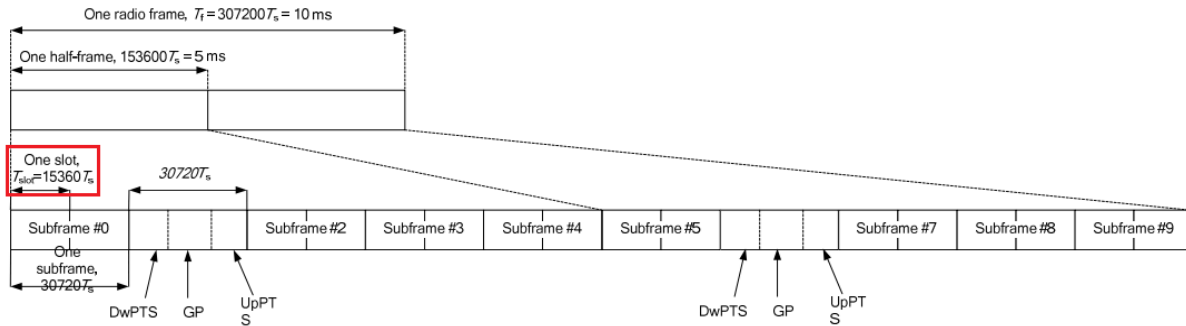 One radio frame, Tf = 307200Ts = 10 ms
One half-frame, 153600Ts = 5 ms
One slot,
Tslot=15360Ts
30720Ts
Subframe #0
Subframe #2
Subframe #3
Subframe #4
Subframe #5
Subframe #7
Subframe #8
Subframe #9
One
subframe,
30720Ts
DwPTS
GP
UpPT
S
DwPTS
GP
UpPT
S